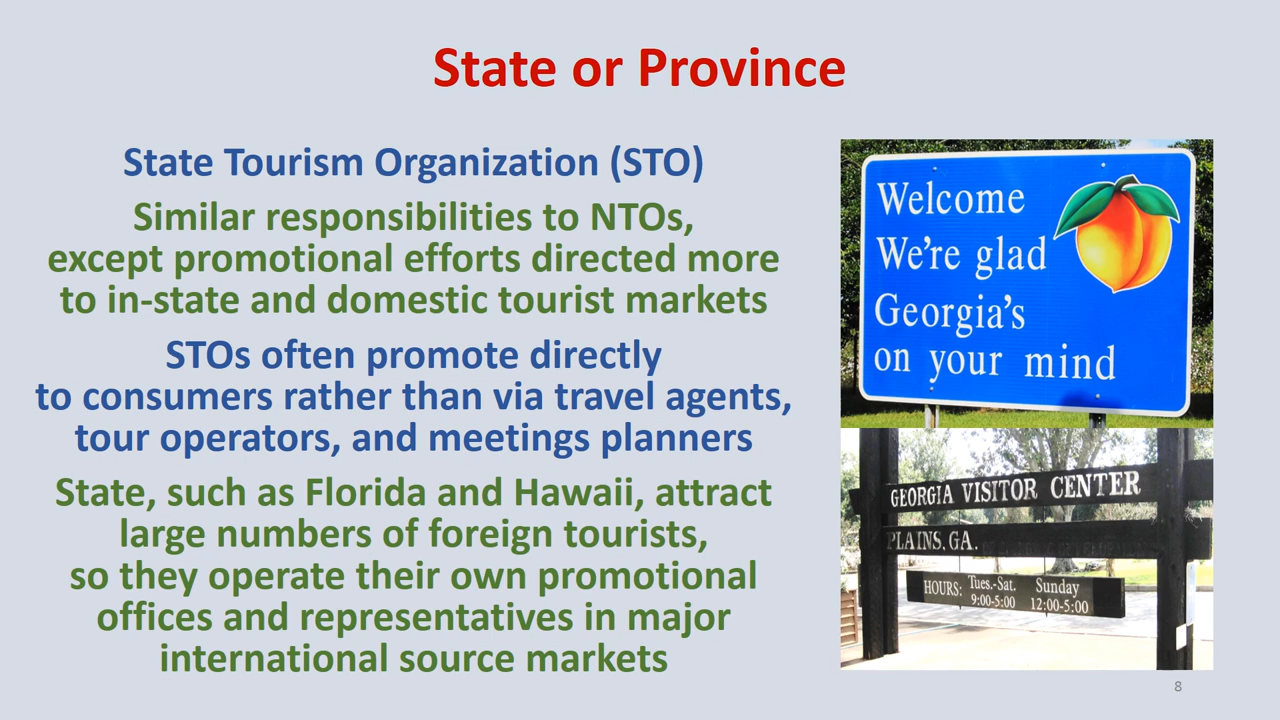 State or Province
State Tourism Organization (STO)
Similar responsibilities to NTOs,
except promotional efforts directed more
to in-state and domestic tourist markets
STOs often promote directly
to consumers rather than via travel agents,
tour operators, and meetings planners
State, such as Florida and Hawaii, attract
large numbers of foreign tourists,
so they operate their own promotional
offices and representatives in major
international source markets
Welcome
We're glad
Georgia's
on your mind
GEORGIA VISITOR CENTER
PLAINS, GA.
HOURS: Tues.-Sat. Sunday
9:00-5:00 12:00-5:00
8